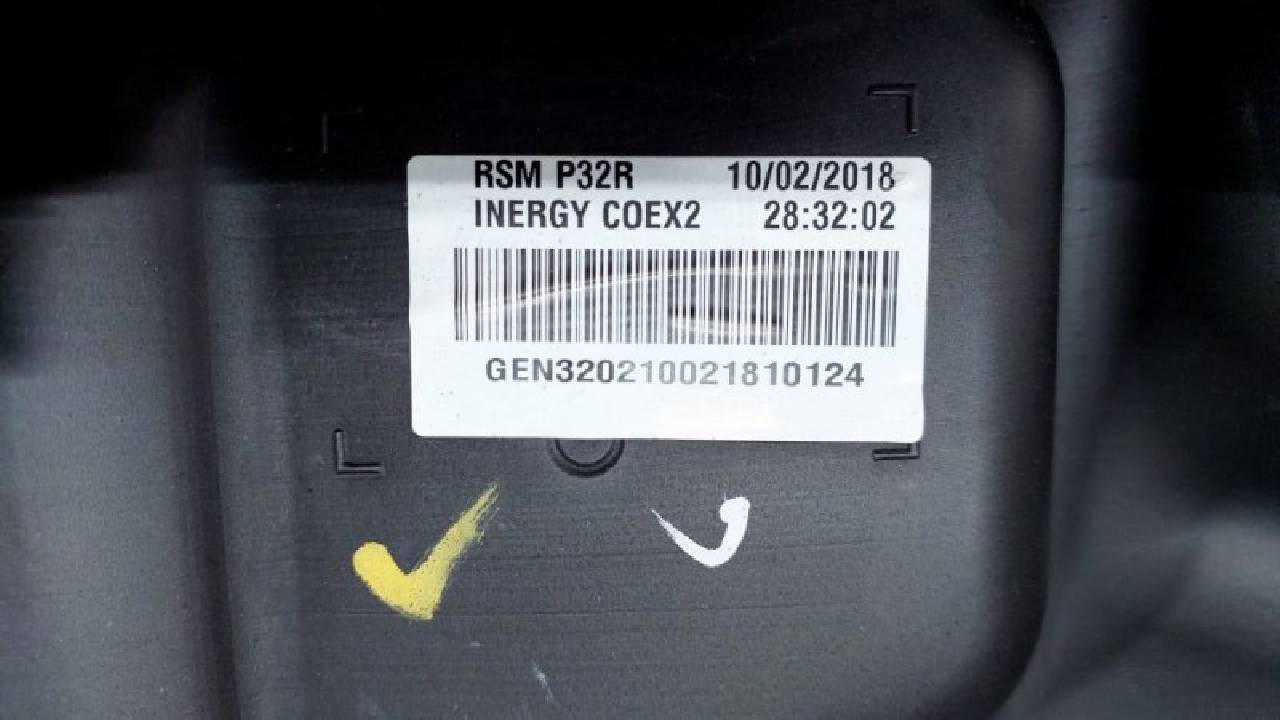 RSM P32R 10/02/2018
INERGY COEX2 28:32:02
GEN320210021810124